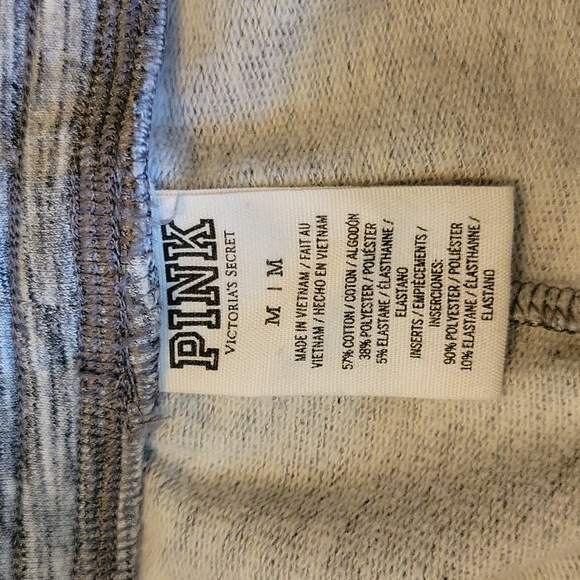 PINK
VICTORIA'S SECRET
M | M
MADE IN VIETNAM / FAIT AU
VIETNAM / HECHO EN VIETNAM
57% COTTON / COTON / ALGODÓN
38% POLYESTER / POLIÉSTER
5% ELASTANE / ÉLASTHANNE /
ELASTANO
INSERTS / EMPIÈCEMENTS /
INSERCIONES:
90% POLYESTER / POLIÉSTER
10% ELASTANE / ÉLASTHANNE /
ELASTANO